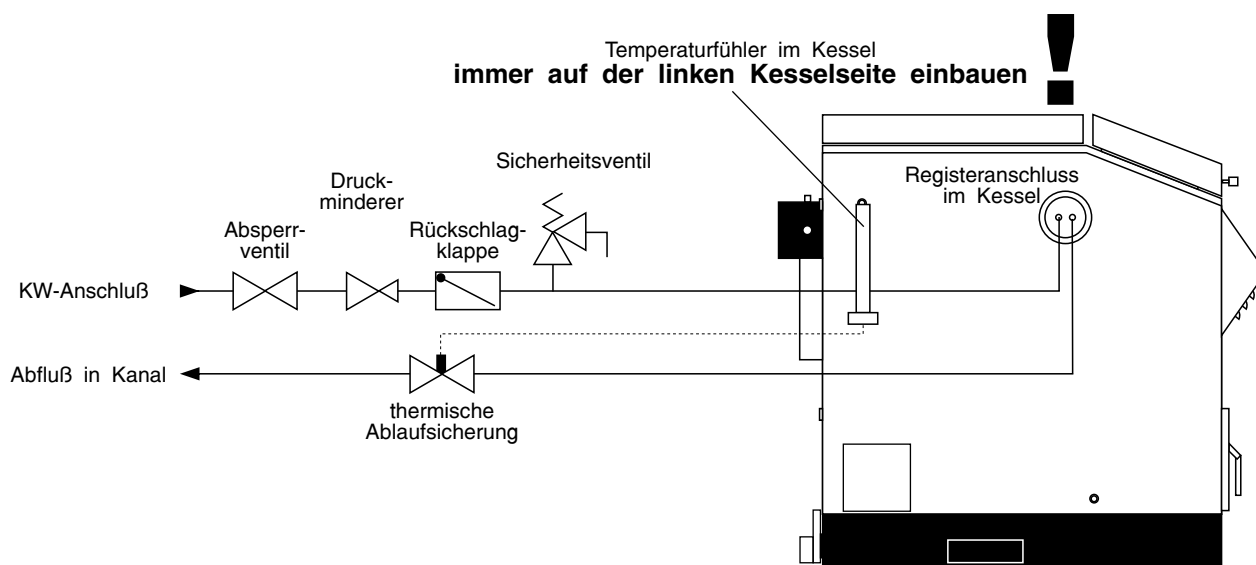 Temperaturfühler im Kessel
immer auf der linken Kesselseite einbauen
!
Sicherheitsventil
Registeranschluss
im Kessel
Druck-
minderer
Absperr-
ventil
Rückschlag-
klappe
KW-Anschluß
Abfluß in Kanal
thermische
Ablaufsicherung